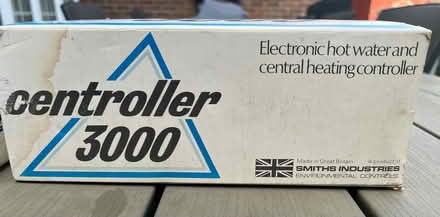 centroller
3000
Electronic hot water and
central heating controller
Made in Great Britain a product of
SMITHS INDUSTRIES
ENVIRONMENTAL CONTROLS